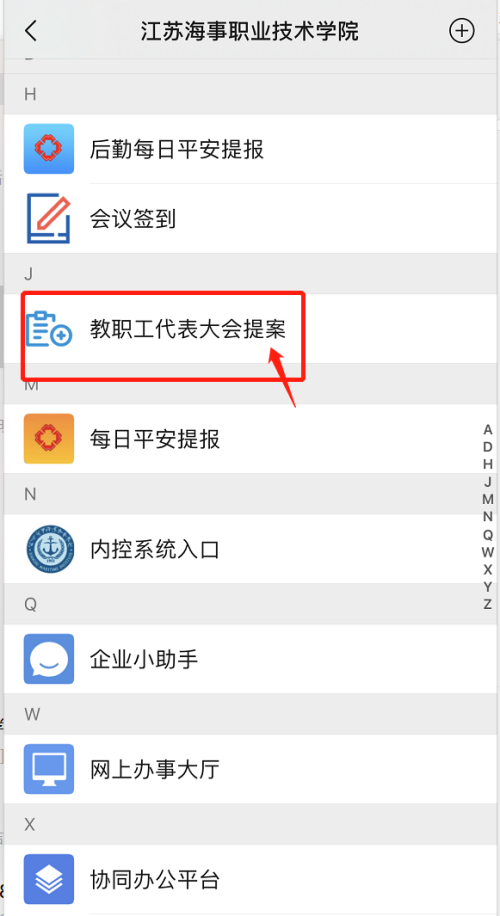 江苏海事职业技术学院
H
后勤每日平安提报
会议签到
J
教职工代表大会提案
M
每日平安提报
N
内控系统入口
Q
企业小助手
W
网上办事大厅
X
协同办公平台
A
D
H
J
M
N
Q
W
X
Y
Z